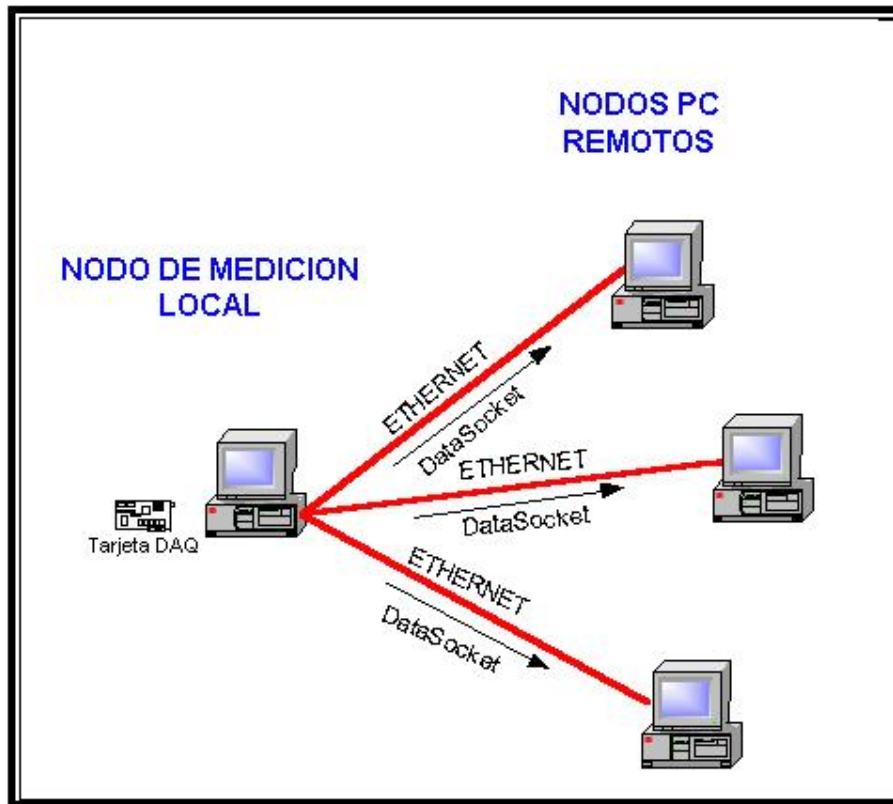 NODOS PC
REMOTOS
NODO DE MEDICION
LOCAL
ETHERNET
DataSocket
ETHERNET
DataSocket
Tarjeta DAQ
ETHERNET
DataSocket